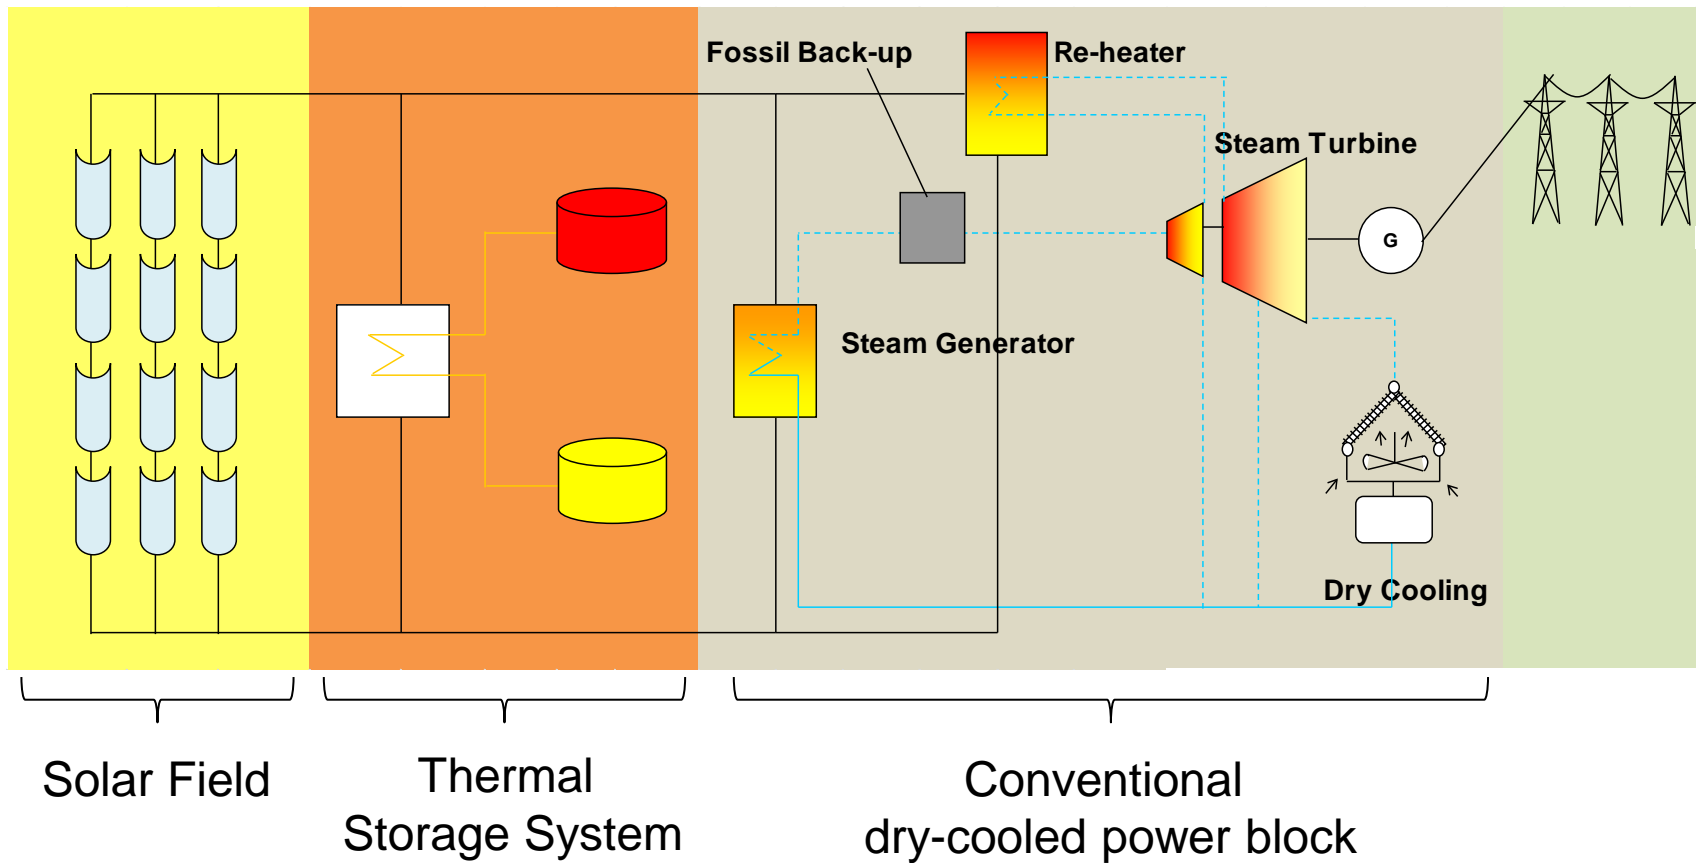 Fossil Back-up
Re-heater
Steam Turbine
G
Steam Generator
Dry Cooling
Solar Field
Thermal
Storage System
Conventional
dry-cooled power block